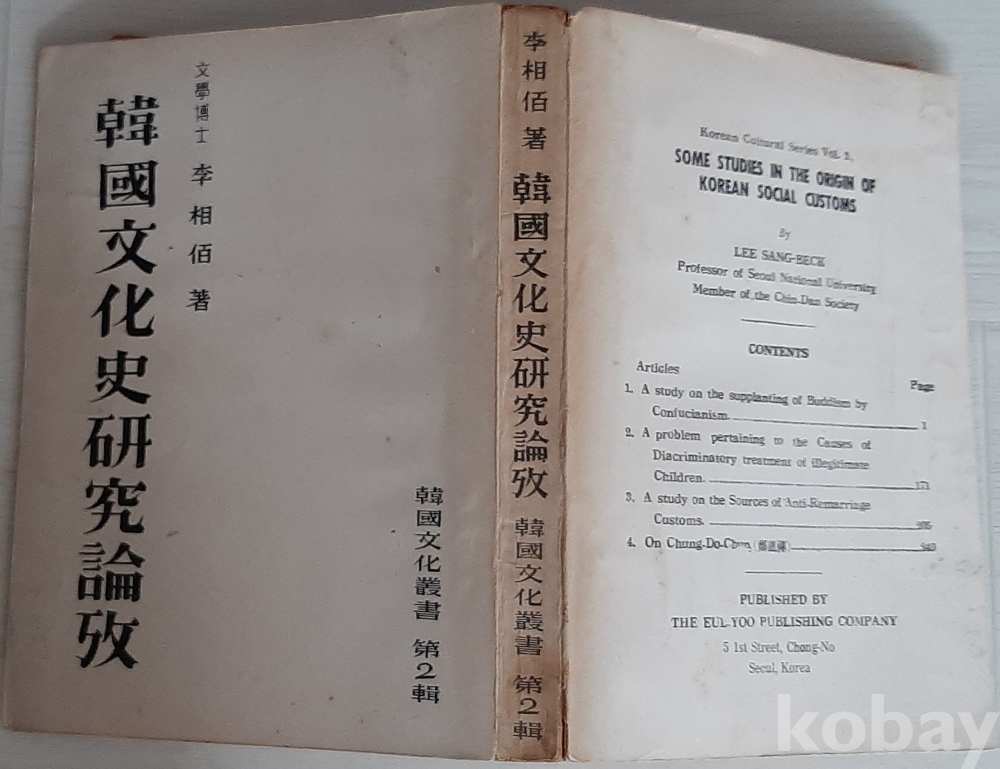 文學博士 李相佰 著
韓國文化史硏究論攷
韓國文化叢書 第2輯
李相佰 著 韓國文化史硏究論攷 韓國文化叢書 第2輯
Korean Cultural Series Vol. 2.
SOME STUDIES IN THE ORIGIN OF
KOREAN SOCIAL CUSTOMS
By
LEE SANG-BECK
Professor of Seoul National University
Member of the Chin-Dan Society
CONTENTS
Articles
Page
1. A study on the supplanting of Buddism by
Confucianism. 1
2. A problem pertaining to the Causes of
Diacriminatory treatment of illegitimate
Children. 171
3. A study on the Sources of Anti-Remarriage
Customs.
4. On Chung-Do-Chun
PUBLISHED BY
THE EUL-YOO PUBLISHING COMPANY
5 1st Street, Chong-No
Seoul, Korea
kobay